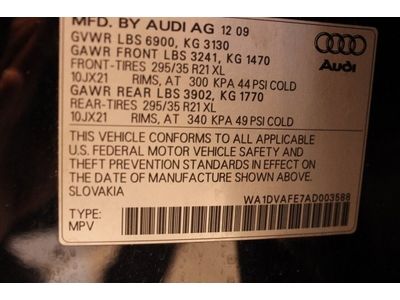 MFD. BY AUDI AG 12 09
GVWR LBS 6900, KG 3130
GAWR FRONT LBS 3241, KG 1470
FRONT-TIRES 295/35 R21 XL
10JX21 RIMS, AT 300 KPA 44 PSI COLD
GAWR REAR LBS 3902, KG 1770
REAR-TIRES 295/35 R21 XL
10JX21 RIMS, AT 340 KPA 49 PSI COLD
Audi
THIS VEHICLE CONFORMS TO ALL APPLICABLE
U.S. FEDERAL MOTOR VEHICLE SAFETY AND
THEFT PREVENTION STANDARDS IN EFFECT ON
THE DATE OF MANUFACTURE SHOWN ABOVE.
SLOVAKIA
WA1DVAFE7AD003588
TYPE:
MPV